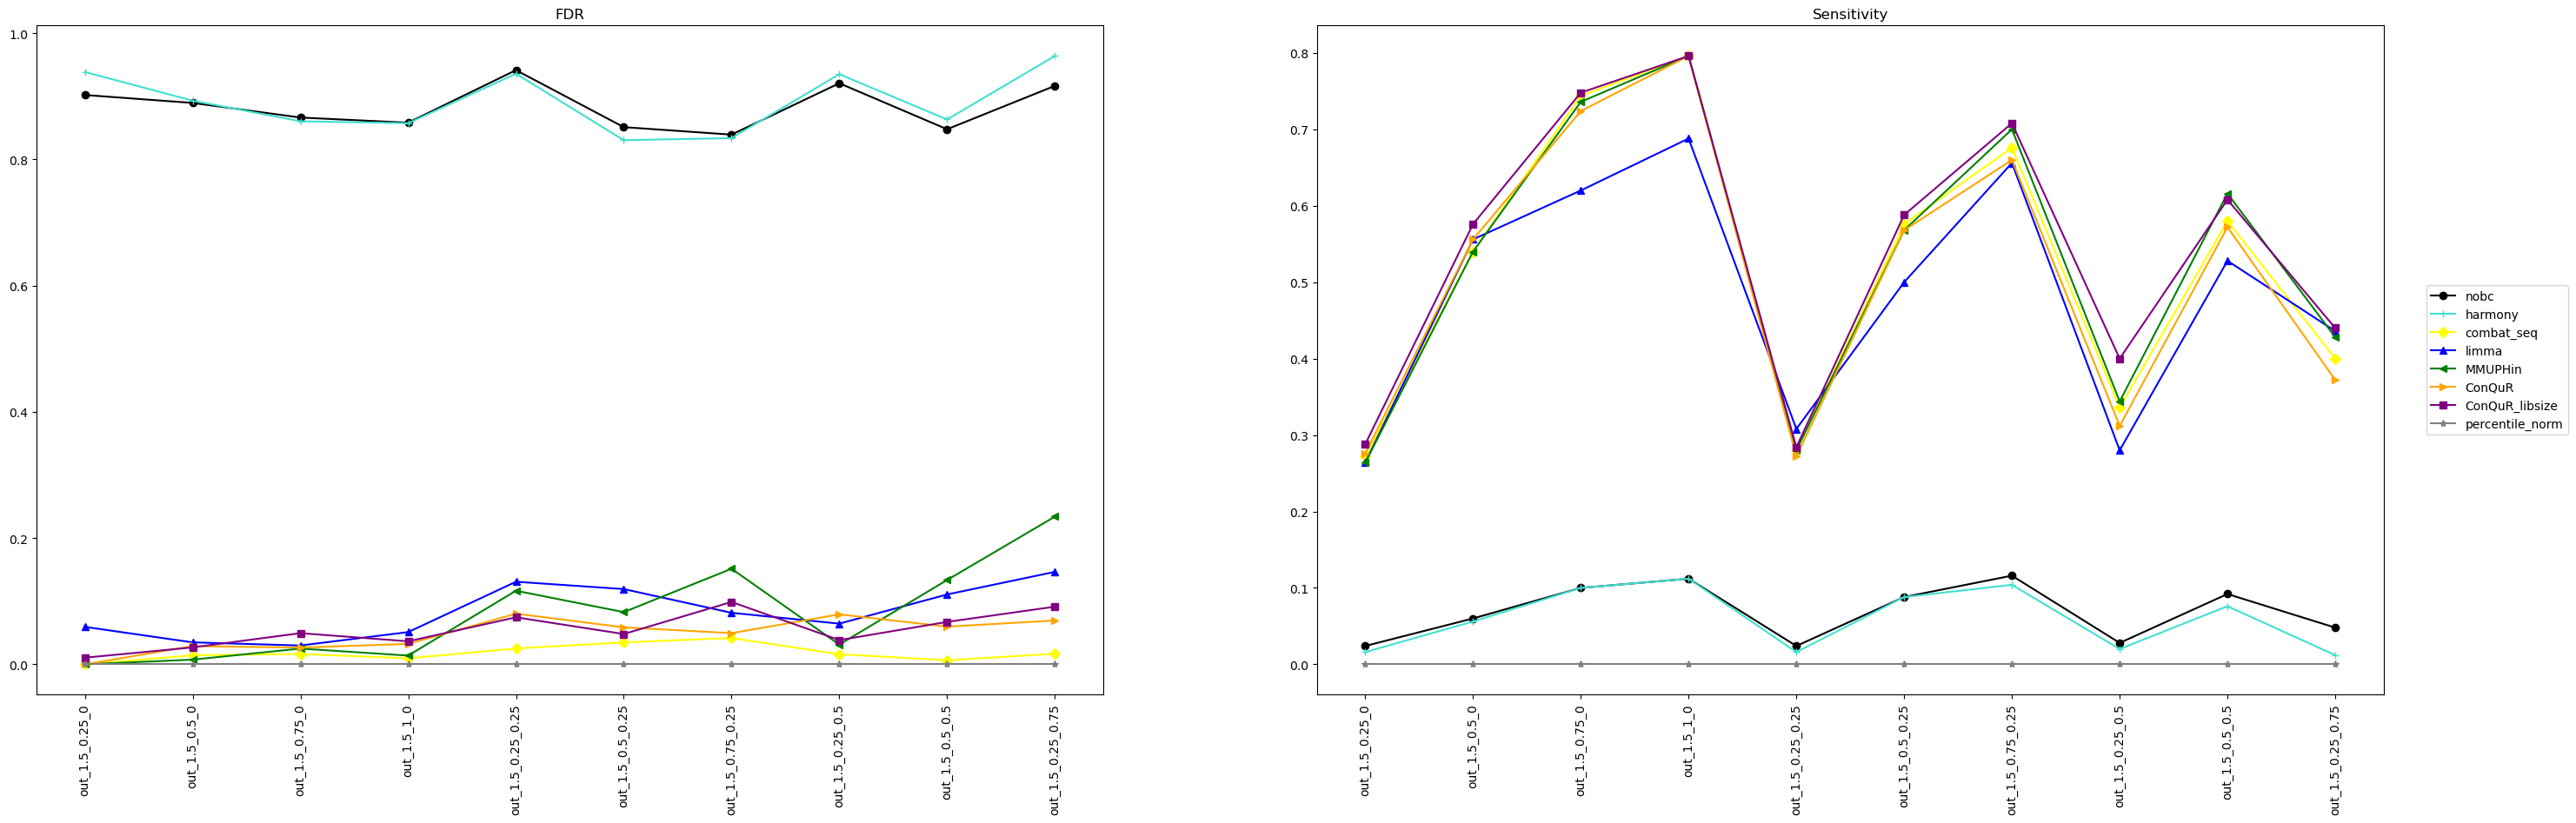 FDR
1.0
0.8
0.6
0.4
0.2
0.0
out_1.5_0.25_0
out_1.5_0.5_0
out_1.5_0.75_0
out_1.5_1_0
out_1.5_0.25_0.25
out_1.5_0.5_0.25
out_1.5_0.75_0.25
out_1.5_0.25_0.5
out_1.5_0.5_0.5
out_1.5_0.25_0.75
Sensitivity
0.8
0.7
0.6
0.5
0.4
0.3
0.2
0.1
0.0
out_1.5_0.25_0
out_1.5_0.5_0
out_1.5_0.75_0
out_1.5_1_0
out_1.5_0.25_0.25
out_1.5_0.5_0.25
out_1.5_0.75_0.25
out_1.5_0.25_0.5
out_1.5_0.5_0.5
out_1.5_0.25_0.75
nobc
harmony
combat_seq
limma
MMUPHin
ConQuR
ConQuR_libsize
percentile_norm